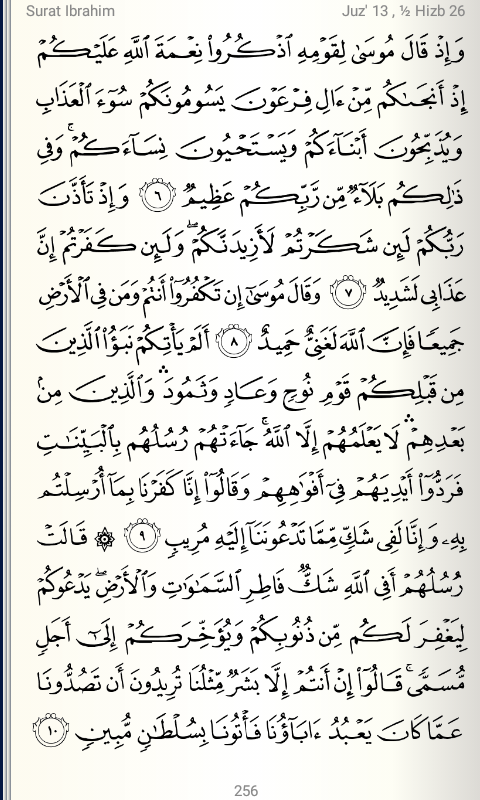 Surat Ibrahim Juz' 13 , ½ Hizb 26
وَإِذْ قَالَ مُوسَىٰ لِقَوْمِهِ ٱذْكُرُوا۟ نِعْمَةَ ٱللَّهِ عَلَيْكُمْ
إِذْ أَنجَىٰكُم مِّنْ ءَالِ فِرْعَوْنَ يَسُومُونَكُمْ سُوٓءَ ٱلْعَذَابِ
وَيُذَبِّحُونَ أَبْنَآءَكُمْ وَيَسْتَحْيُونَ نِسَآءَكُمْ ۚ وَفِى
ذَٰلِكُم بَلَآءٌ مِّن رَّبِّكُمْ عَظِيمٌ ٦ وَإِذْ تَأَذَّنَ
رَبُّكُمْ لَئِن شَكَرْتُمْ لَأَزِيدَنَّكُمْ ۖ وَلَئِن كَفَرْتُمْ إِنَّ
عَذَابِى لَشَدِيدٌ ٧ وَقَالَ مُوسَىٰٓ إِن تَكْفُرُوٓا۟ أَنتُمْ وَمَن فِى ٱلْأَرْضِ
جَمِيعًا فَإِنَّ ٱللَّهَ لَغَنِىٌّ حَمِيدٌ ٨ أَلَمْ يَأْتِكُمْ نَبَؤُا۟ ٱلَّذِينَ
مِن قَبْلِكُمْ قَوْمِ نُوحٍ وَعَادٍ وَثَمُودَ ۛ وَٱلَّذِينَ مِنۢ
بَعْدِهِمْ ۛ لَا يَعْلَمُهُمْ إِلَّا ٱللَّهُ ۚ جَآءَتْهُمْ رُسُلُهُم بِٱلْبَيِّنَـٰتِ
فَرَدُّوٓا۟ أَيْدِيَهُمْ فِىٓ أَفْوَٰهِهِمْ وَقَالُوٓا۟ إِنَّا كَفَرْنَا بِمَآ أُرْسِلْتُم
بِهِۦ وَإِنَّا لَفِى شَكٍّ مِّمَّا تَدْعُونَنَآ إِلَيْهِ مُرِيبٍ ٩ ۞ قَالَتْ
رُسُلُهُمْ أَفِى ٱللَّهِ شَكٌّ فَاطِرِ ٱلسَّمَـٰوَٰتِ وَٱلْأَرْضِ ۖ يَدْعُوكُمْ
لِيَغْفِرَ لَكُم مِّن ذُنُوبِكُمْ وَيُؤَخِّرَكُمْ إِلَىٰٓ أَجَلٍ
مُّسَمًّى ۚ قَالُوٓا۟ إِنْ أَنتُمْ إِلَّا بَشَرٌ مِّثْلُنَا تُرِيدُونَ أَن تَصُدُّونَا
عَمَّا كَانَ يَعْبُدُ ءَابَآؤُنَا فَأْتُونَا بِسُلْطَـٰنٍ مُّبِينٍ ١٠
256